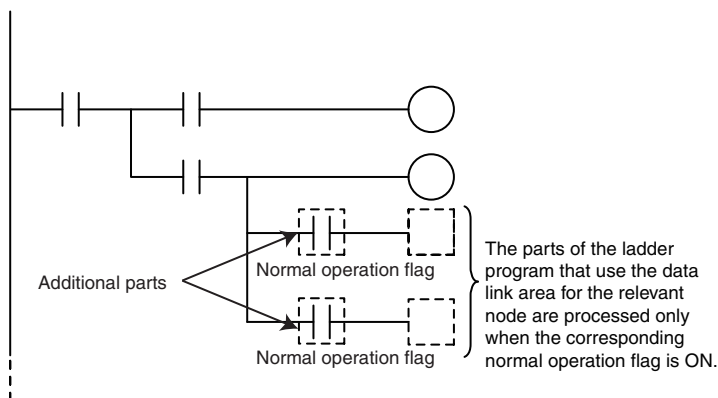 Normal operation flag
Additional parts
Normal operation flag
The parts of the ladder
program that use the data
link area for the relevant
node are processed only
when the corresponding
normal operation flag is ON.